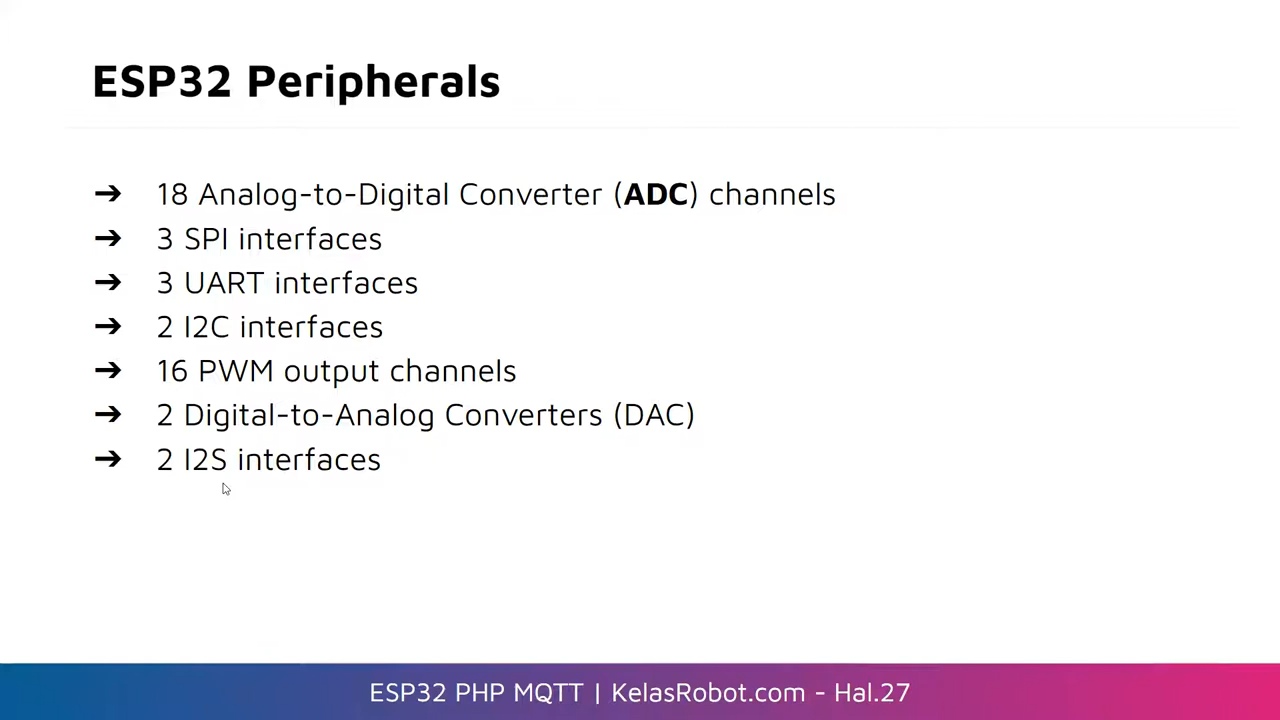 ESP32 Peripherals
➔ 18 Analog-to-Digital Converter (ADC) channels
➔ 3 SPI interfaces
➔ 3 UART interfaces
➔ 2 I2C interfaces
➔ 16 PWM output channels
➔ 2 Digital-to-Analog Converters (DAC)
➔ 2 I2S interfaces
ESP32 PHP MQTT | KelasRobot.com - Hal.27